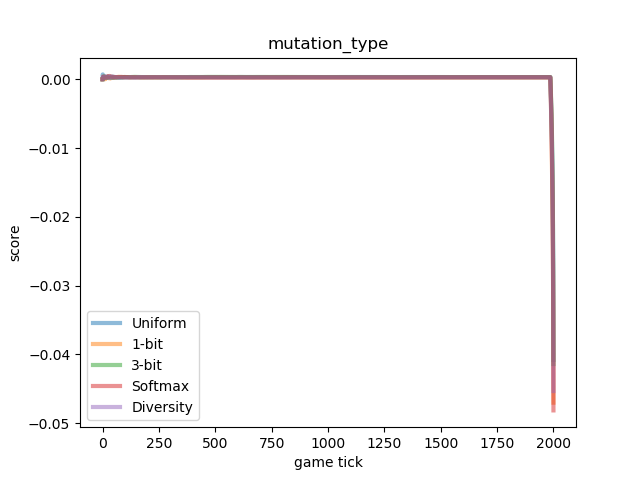 mutation_type
0.00
−0.01
−0.02
−0.03
−0.04
−0.05
score
Uniform
1-bit
3-bit
Softmax
Diversity
0 250 500 750 1000 1250 1500 1750 2000
game tick